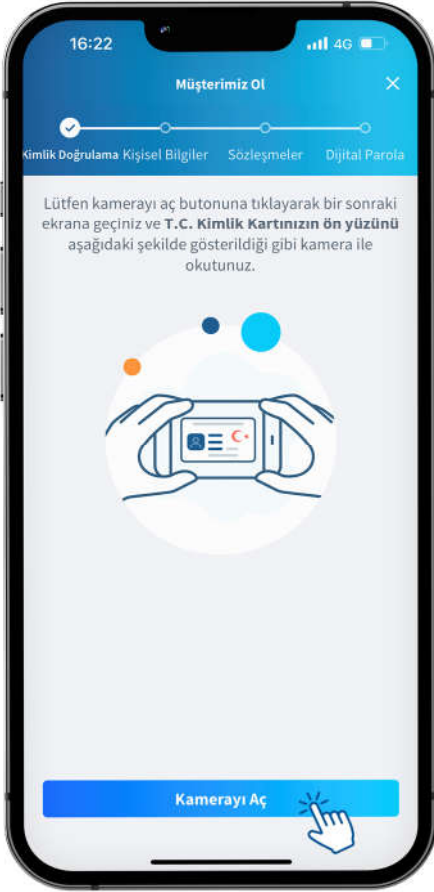 16:22
4G
Müşterimiz Ol
Kimlik Doğrulama Kişisel Bilgiler Sözleşmeler Dijital Parola
Lütfen kamerayı aç butonuna tıklayarak bir sonraki
ekrana geçiniz ve T.C. Kimlik Kartınızın ön yüzünü
aşağıdaki şekilde gösterildiği gibi kamera ile
okutunuz.
Kamerayı Aç